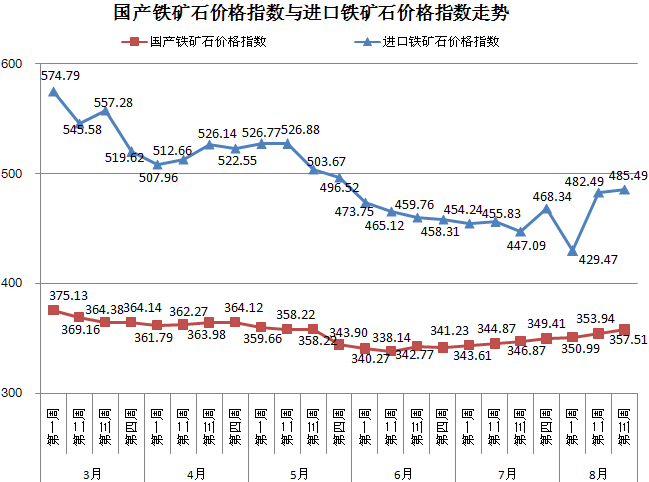 国产铁矿石价格指数与进口铁矿石价格指数走势
国产铁矿石价格指数 进口铁矿石价格指数
600
574.79
557.28
545.58
526.14 526.77 526.88
519.62 512.66 522.55
507.96
503.67
500
496.52
485.49
482.49
473.75
468.34
465.12
459.76 454.24 455.83
458.31
447.09
429.47
400
375.13
369.16 364.38 364.14 362.27 364.12
361.79 363.98 359.66
358.22
358.22
343.90 338.14 341.23 344.87 349.41 353.94
340.27 342.77 343.61 346.87 350.99 357.51
300
第一周 第二周 第三周 第四周 第一周 第二周 第三周 第四周 第一周 第二周 第三周 第四周 第一周 第二周 第三周 第四周 第一周 第二周 第三周 第四周 第一周 第二周 第三周
3月 4月 5月 6月 7月 8月